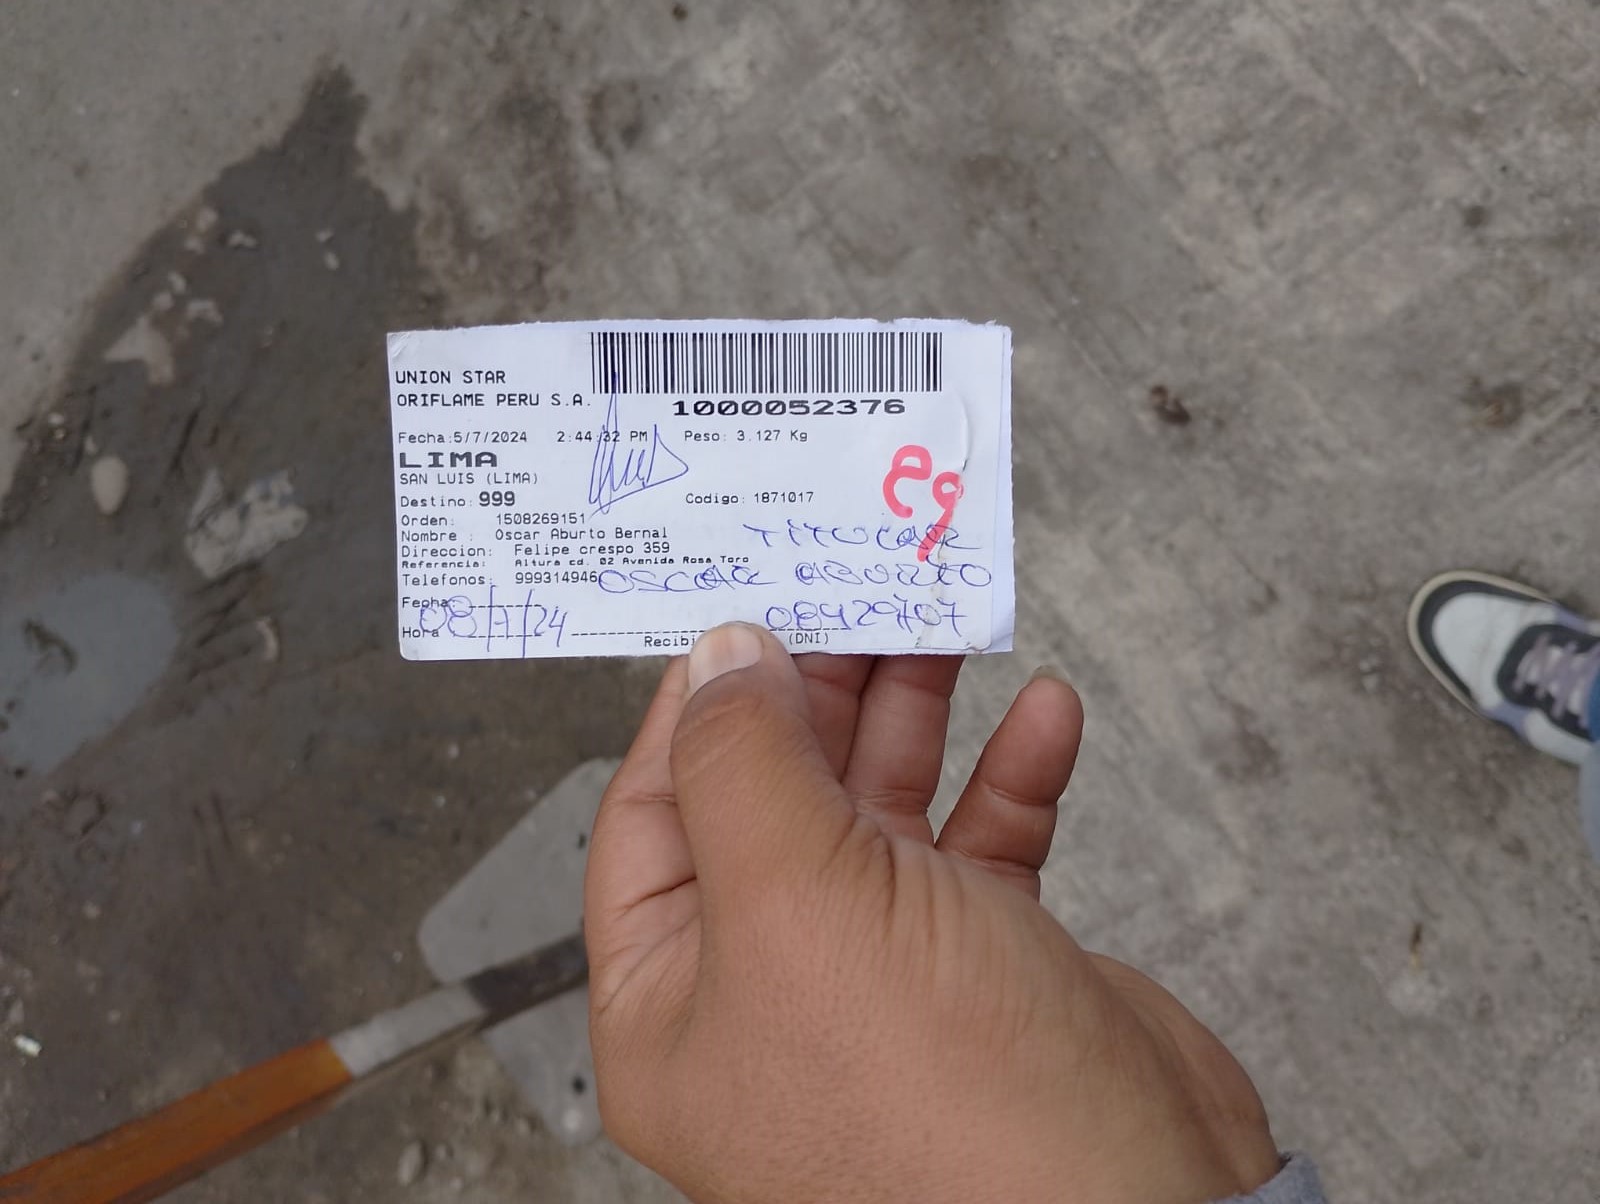 UNION STAR
ORIFLAME PERU S.A.
1000052376
Fecha:5/7/2024 2:44:32 PM Peso: 3.127 Kg
LIMA
SAN LUIS (LIMA)
Destino: 999 Codigo: 1871017
59
Orden: 1508269151
Nombre : Oscar Aburto Bernal
TITULAR
Direccion: Felipe crespo 359
Referencia: Altura cd. 02 Avenida Rosa Toro
Telefonos: 999314946
OSCAR ABURTO
Fecha:
08/7/24
08429707
Hora
(DNI)